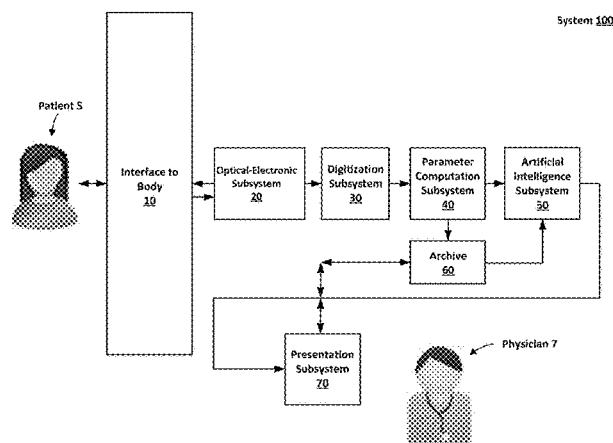 System 100
Patient 5
Interface to
Body
10
Optical-Electronic
Subsystem
20
Digitization
Subsystem
30
Parameter
Computation
Subsystem
40
Artificial
Intelligence
Subsystem
50
Archive
60
Presentation
Subsystem
70
Physician 7